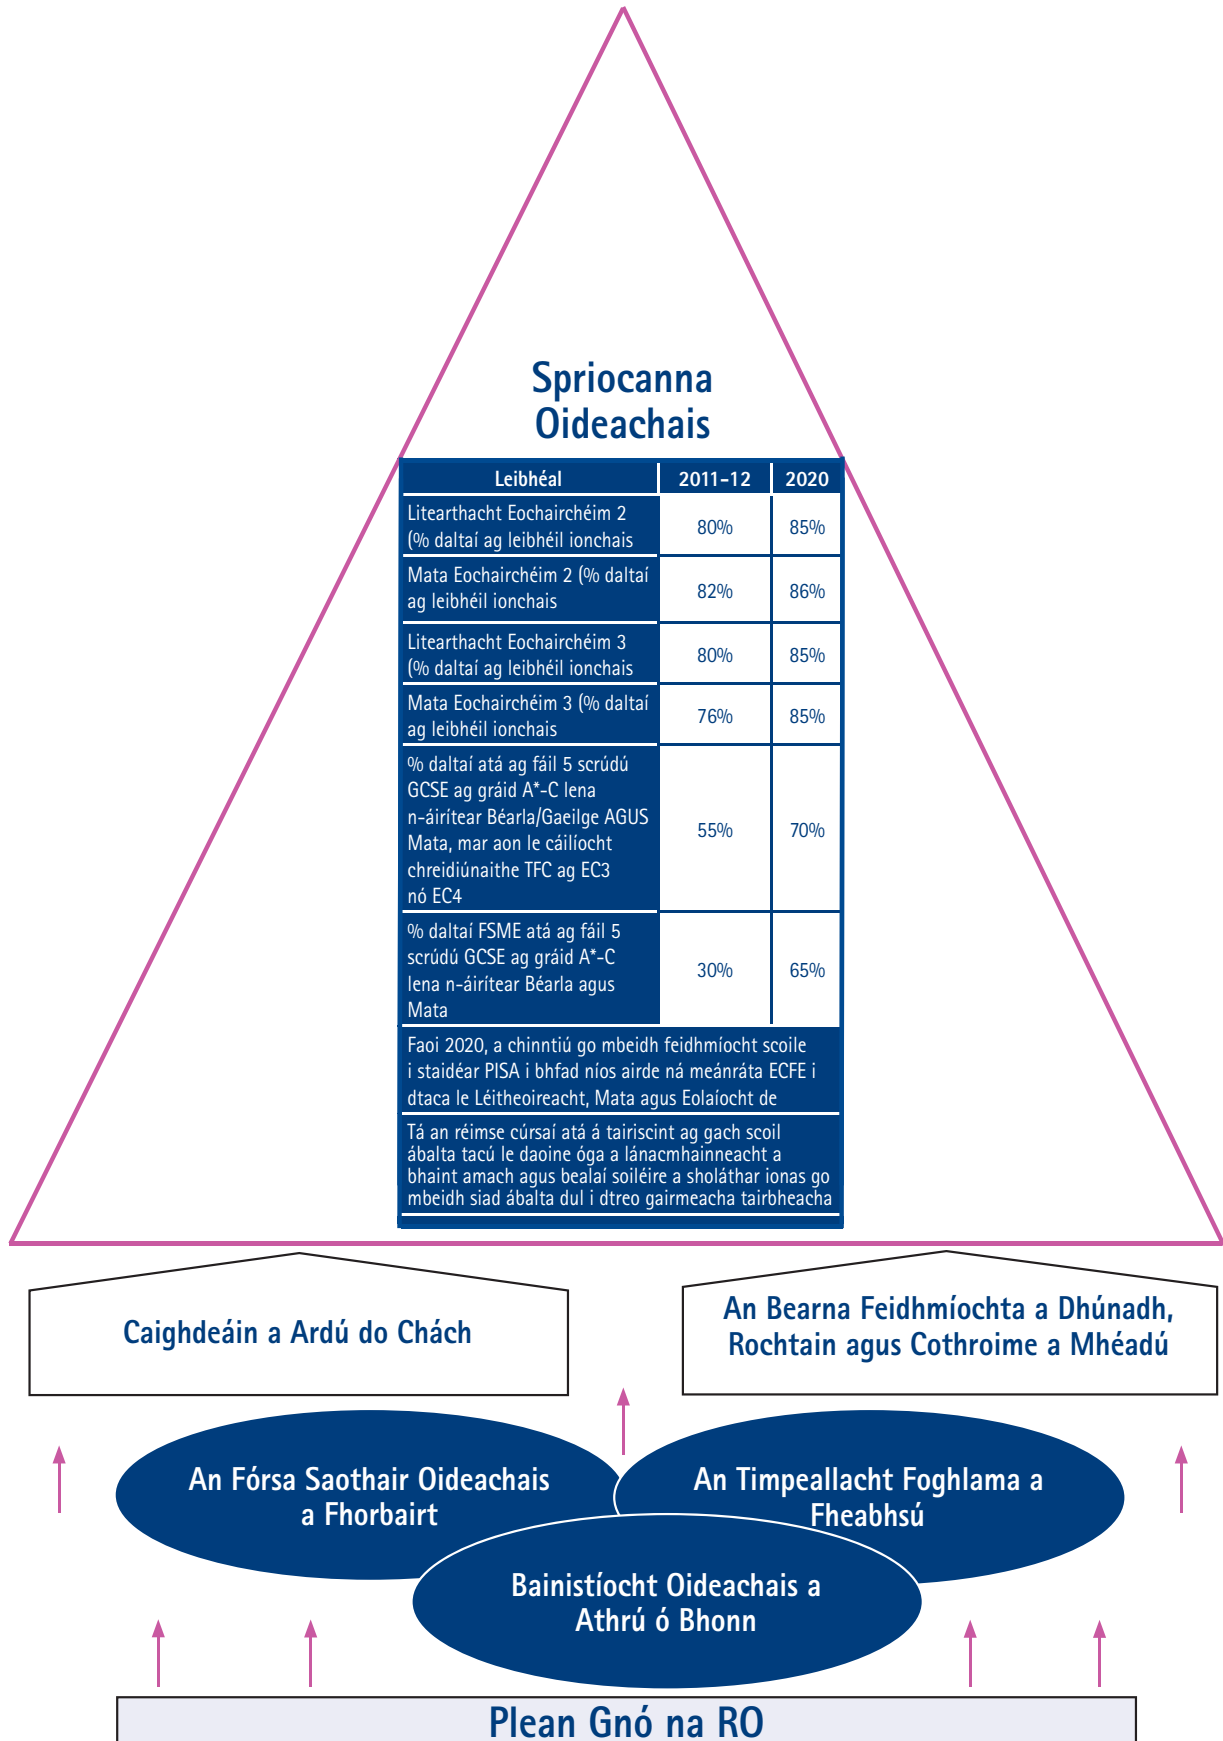 Spriocanna
Oideachais
Leibhéal 2011-12 2020
Litearthacht Eochairchéim 2
(% daltaí ag leibhéil ionchais
80% 85%
Mata Eochairchéim 2 (% daltaí
ag leibhéil ionchais
82% 86%
Litearthacht Eochairchéim 3
(% daltaí ag leibhéil ionchais
80% 85%
Mata Eochairchéim 3 (% daltaí
ag leibhéil ionchais
76% 85%
% daltaí atá ag fáil 5 scrúdú
GCSE ag gráid A*-C lena
n-áirítear Béarla/Gaeilge AGUS
Mata, mar aon le cáilíocht
chreidiúnaithe TFC ag EC3
nó EC4
55% 70%
% daltaí FSME atá ag fáil 5
scrúdú GCSE ag gráid A*-C
lena n-áirítear Béarla agus
Mata
30% 65%
Faoi 2020, a chinntiú go mbeidh feidhmíocht scoile
i staidéar PISA i bhfad níos airde ná meánráta ECFE i
dtaca le Léitheoireacht, Mata agus Eolaíocht de
Tá an réimse cúrsaí atá á tairiscint ag gach scoil
ábalta tacú le daoine óga a lánacmhainneacht a
bhaint amach agus bealaí soiléire a sholáthar ionas go
mbeidh siad ábalta dul i dtreo gairmeacha tairbheacha
Caighdeáin a Ardú do Chách
An Bearna Feidhmíochta a Dhúnadh,
Rochtain agus Cothroime a Mhéadú
An Fórsa Saothair Oideachais
a Fhorbairt
An Timpeallacht Foghlama a
Fheabhsú
Bainistíocht Oideachais a
Athrú ó Bhonn
Plean Gnó na RO